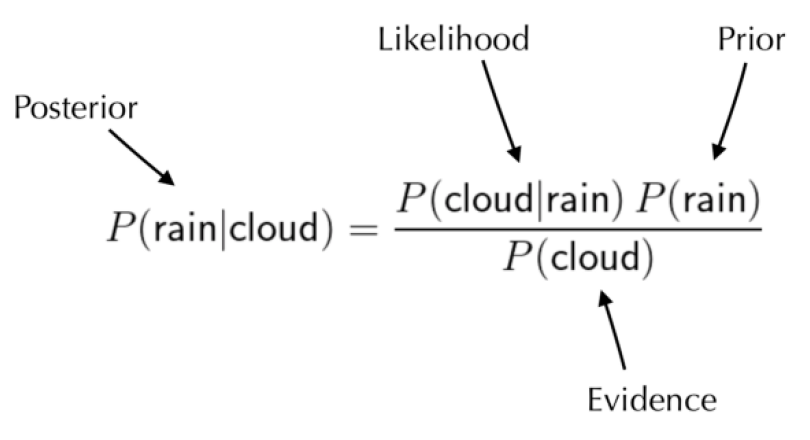 Likelihood Prior
Posterior
P(cloud|rain) P(rain)
P(rain|cloud) =
P(cloud)
Evidence